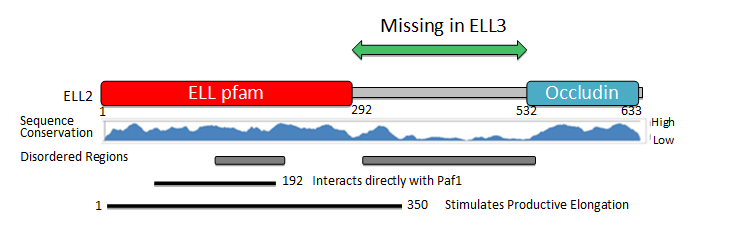 Missing in ELL3
ELL2 ELL pfam Occludin
1 292 532 633
Sequence Conservation High Low
Disordered Regions
192 Interacts directly with Paf1
1 350 Stimulates Productive Elongation